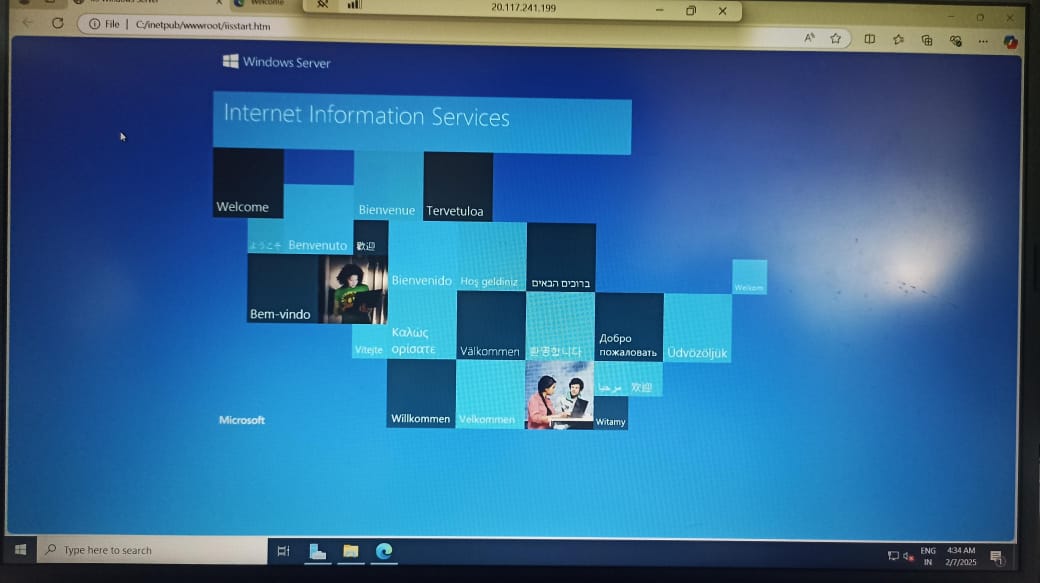 20.117.241.199
Welcome
File | C:/inetpub/wwwroot/iisstart.htm
Windows Server
Internet Information Services
Welcome
Bienvenue
Tervetuloa
ようこそ
Benvenuto
歡迎
Bienvenido
Hoş geldiniz
ברוכים הבאים
Welkom
Bem-vindo
Vítejte
Καλώς
ορίσατε
Välkommen
환영합니다
Добро
пожаловать
Üdvözöljük
مرحبا
欢迎
Willkommen
Velkommen
Witamy
Microsoft
Type here to search
ENG
IN
4:34 AM
2/7/2025